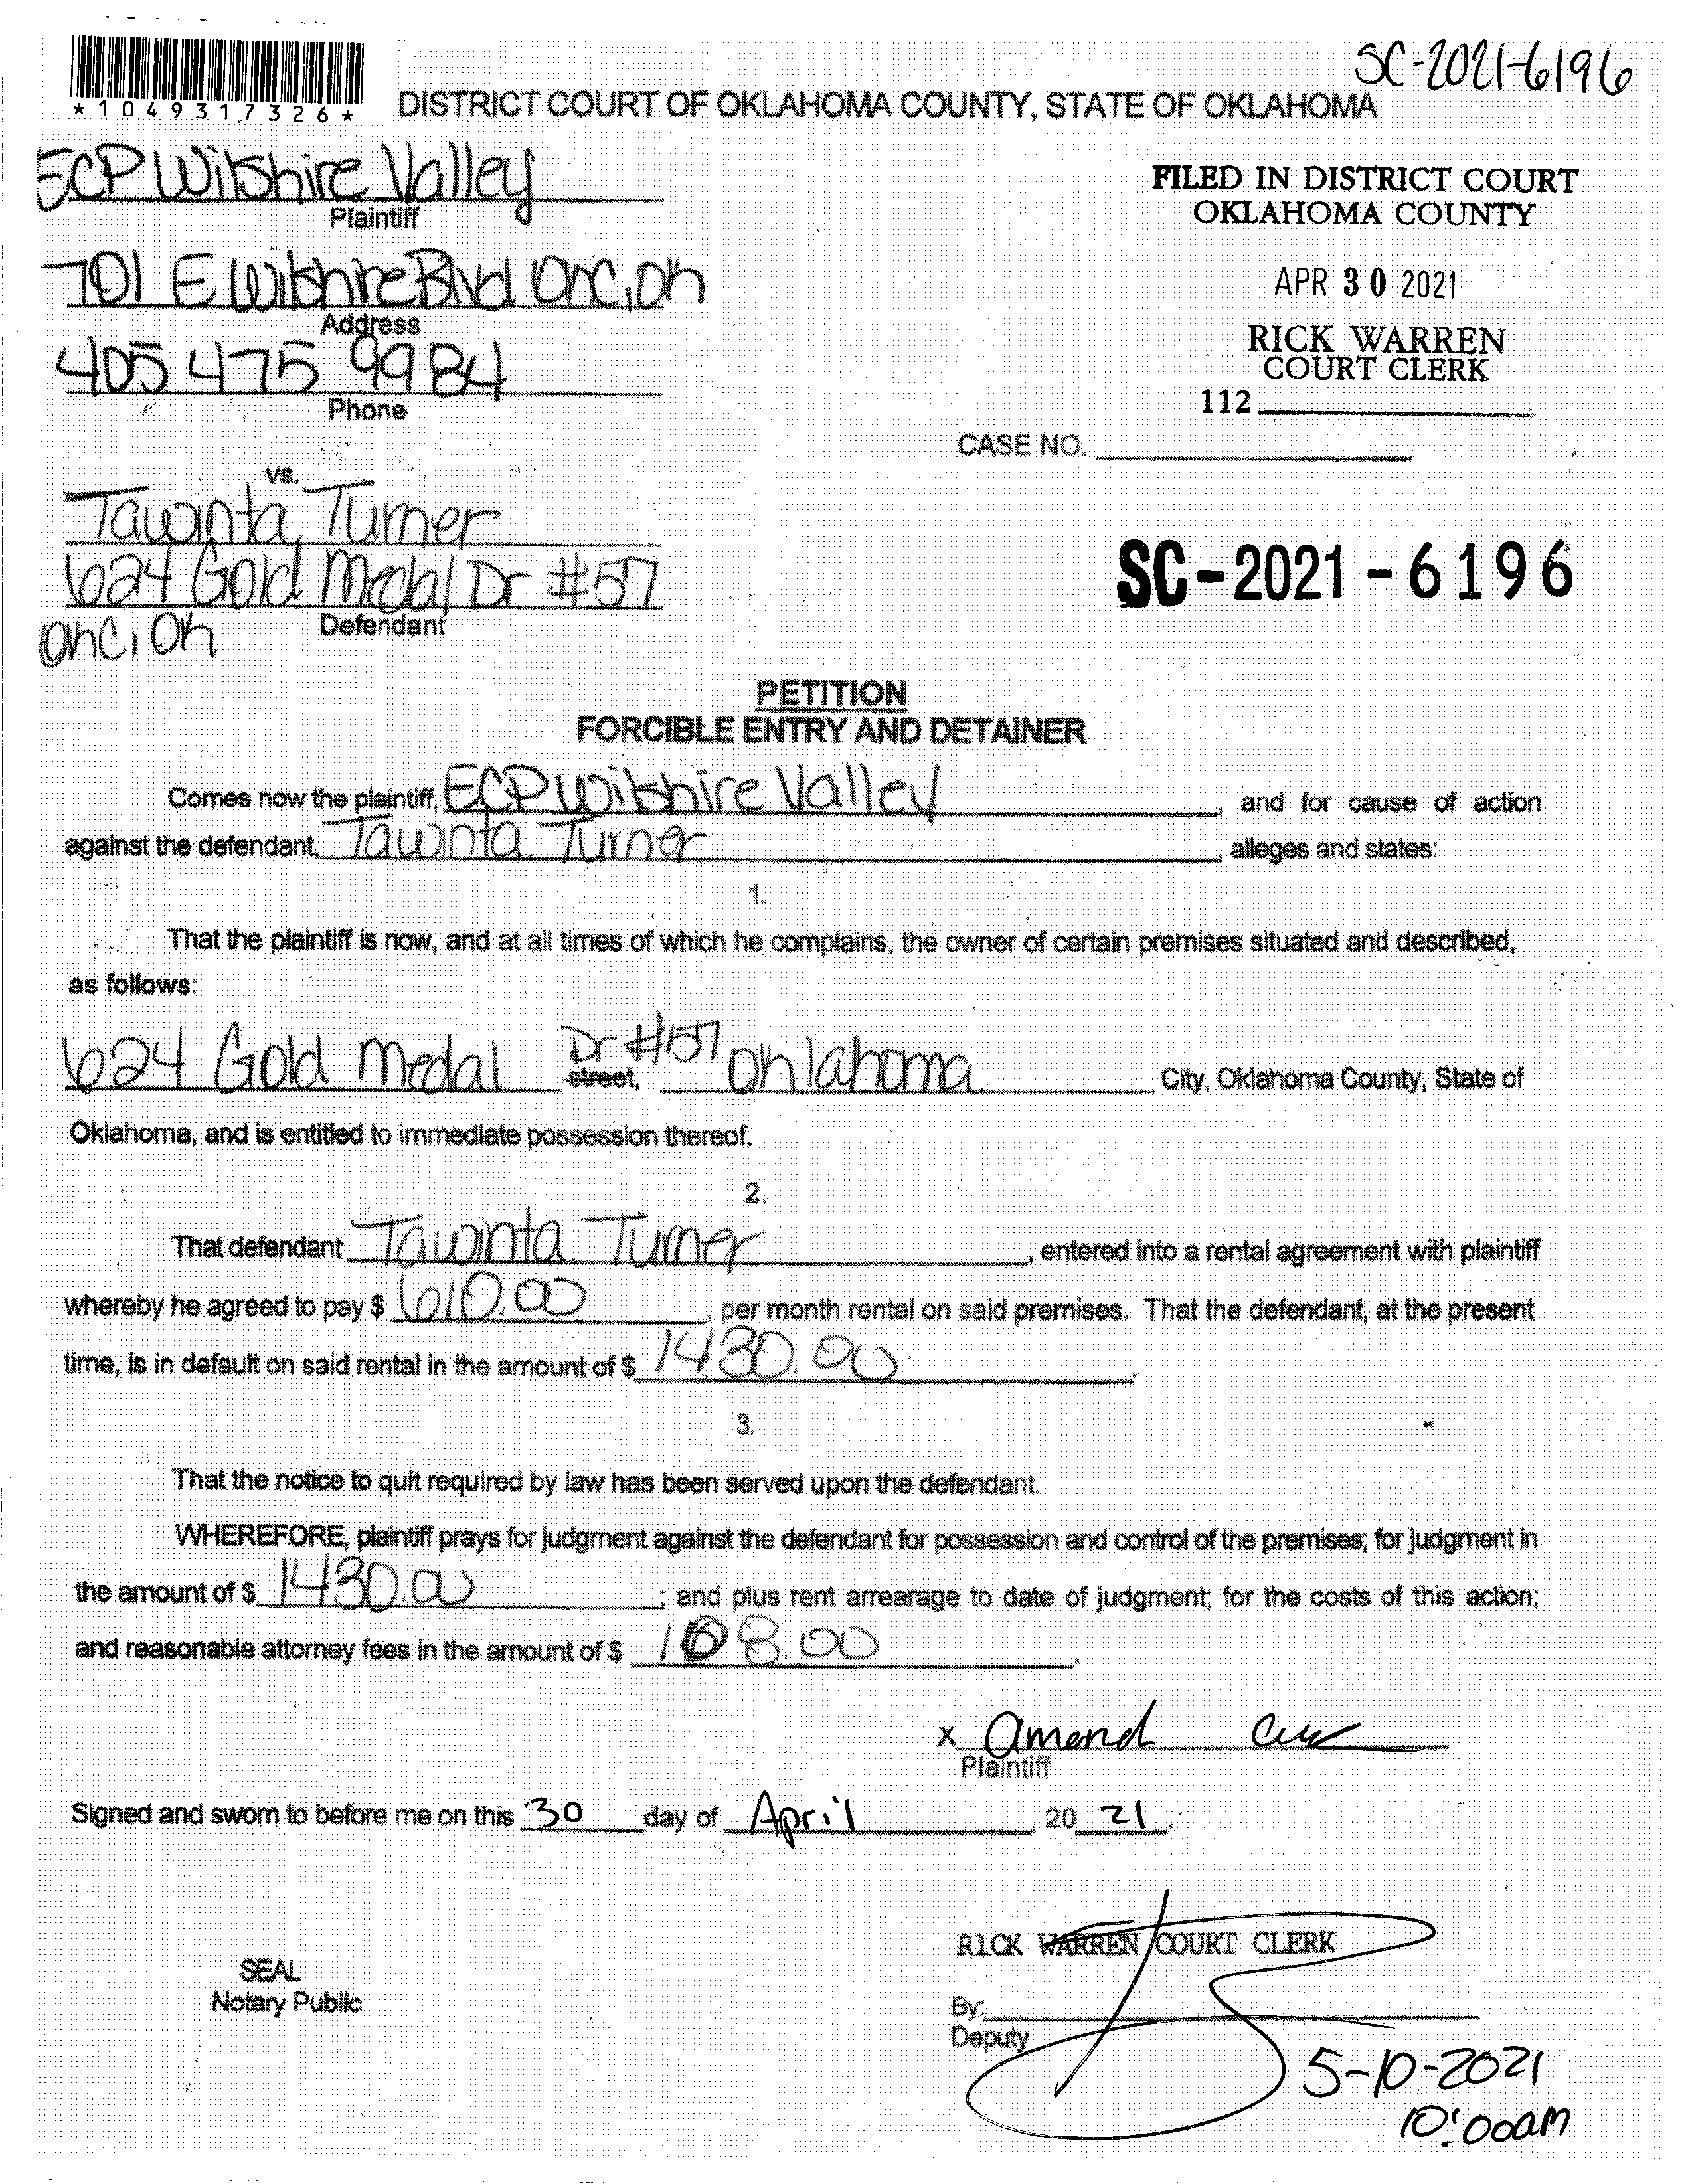 SC-2021-6196
*1049317326*
DISTRICT COURT OF OKLAHOMA COUNTY, STATE OF OKLAHOMA
ECP Wilshire Valley
Plaintiff
FILED IN DISTRICT COURT
OKLAHOMA COUNTY
701 E Wilshire Blvd OKC, OK
Address
APR 30 2021
405 475 9984
Phone
RICK WARREN
COURT CLERK
112
CASE NO.
vs.
Tawinta Turner
624 Gold Medal Dr #57
OKC, OK
Defendant
SC-2021-6196
PETITION
FORCIBLE ENTRY AND DETAINER
Comes now the plaintiff, ECP Wilshire Valley, and for cause of action
against the defendant, Tawinta Turner, alleges and states:
1.
That the plaintiff is now, and at all times of which he complains, the owner of certain premises situated and described,
as follows:
624 Gold Medal Dr #57 street, Oklahoma City, Oklahoma County, State of
Oklahoma, and is entitled to immediate possession thereof.
2.
That defendant Tawinta Turner, entered into a rental agreement with plaintiff
whereby he agreed to pay $ 610.00, per month rental on said premises. That the defendant, at the present
time, is in default on said rental in the amount of $ 1430.00.
3.
That the notice to quit required by law has been served upon the defendant.
WHEREFORE, plaintiff prays for judgment against the defendant for possession and control of the premises; for judgment in
the amount of $ 1430.00; and plus rent arrearage to date of judgment; for the costs of this action;
and reasonable attorney fees in the amount of $ 168.00.
X
Plaintiff
Signed and sworn to before me on this 30 day of April, 20 21.
RICK WARREN COURT CLERK
SEAL
Notary Public
By:
Deputy
5-10-2021
10:00am